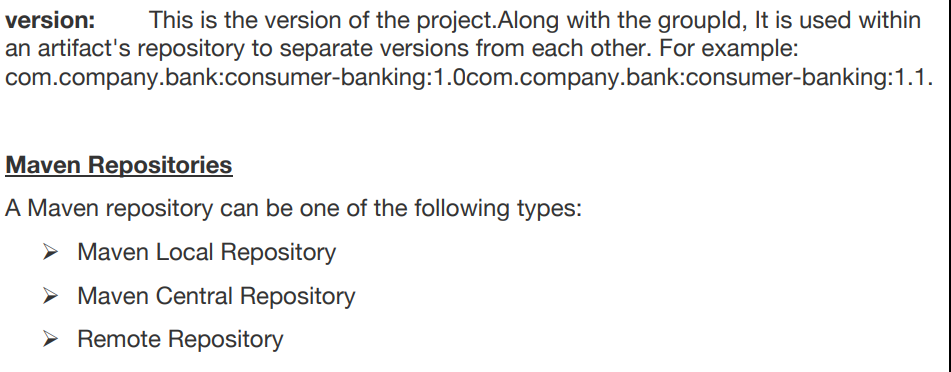 version: This is the version of the project.Along with the groupId, It is used within
an artifact's repository to separate versions from each other. For example:
com.company.bank:consumer-banking:1.0com.company.bank:consumer-banking:1.1.
Maven Repositories
A Maven repository can be one of the following types:
➢ Maven Local Repository
➢ Maven Central Repository
➢ Remote Repository